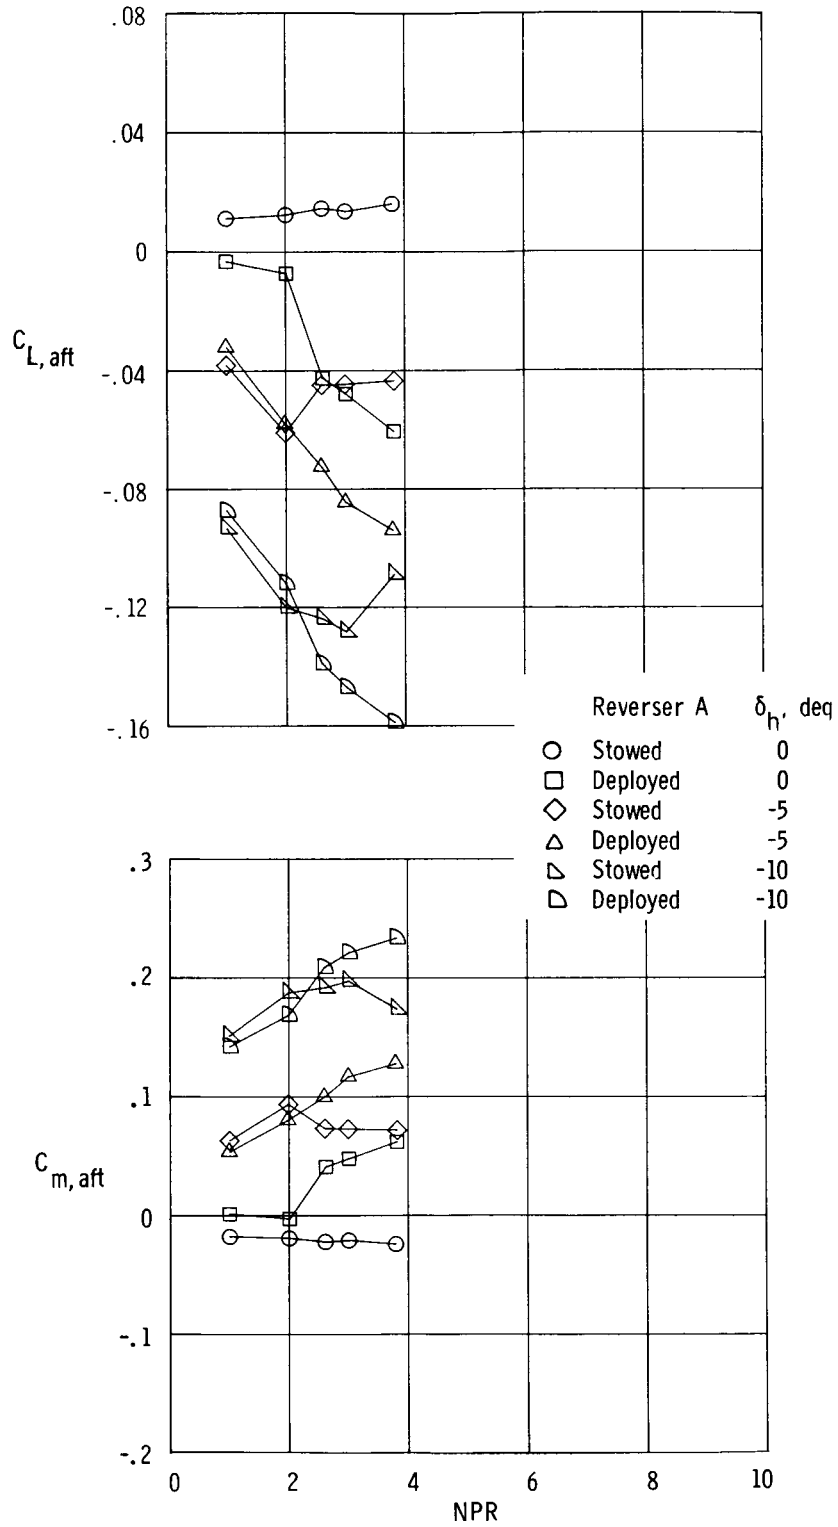 .08
.04
0
-.04
-.08
-.12
-.16
C_L, aft
Reverser A δ_h, deg
Stowed 0
Deployed 0
Stowed -5
Deployed -5
Stowed -10
Deployed -10
.3
.2
.1
0
-.1
-.2
C_m, aft
0 2 4 6 8 10
NPR